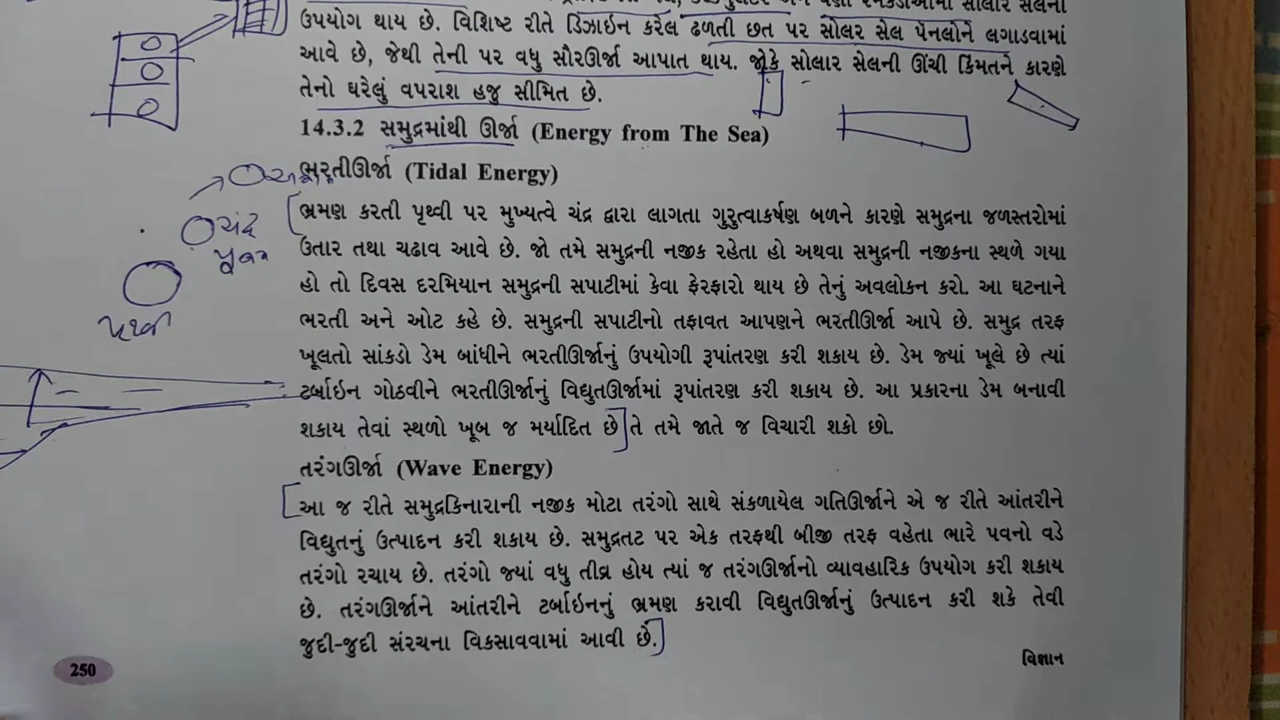 સોલાર સેલનો
ઉપયોગ થાય છે. વિશિષ્ટ રીતે ડિઝાઇન કરેલ ઢળતી છત પર સોલર સેલ પૅનલોને લગાડવામાં
આવે છે, જેથી તેની પર વધુ સૌરઊર્જા આપાત થાય. જોકે સોલાર સેલની ઊંચી કિંમતને કારણે
તેનો ઘરેલું વપરાશ હજુ સીમિત છે.
14.3.2 સમુદ્રમાંથી ઊર્જા (Energy from The Sea)
ભરતીઊર્જા (Tidal Energy)
ભ્રમણ કરતી પૃથ્વી પર મુખ્યત્વે ચંદ્ર દ્વારા લાગતા ગુરુત્વાકર્ષણ બળને કારણે સમુદ્રના જળસ્તરોમાં
ઉતાર તથા ચઢાવ આવે છે. જો તમે સમુદ્રની નજીક રહેતા હો અથવા સમુદ્રની નજીકના સ્થળે ગયા
હો તો દિવસ દરમિયાન સમુદ્રની સપાટીમાં કેવા ફેરફારો થાય છે તેનું અવલોકન કરો. આ ઘટનાને
ભરતી અને ઓટ કહે છે. સમુદ્રની સપાટીનો તફાવત આપણને ભરતીઊર્જા આપે છે. સમુદ્ર તરફ
ખૂલતો સાંકડો ડેમ બાંધીને ભરતીઊર્જાનું ઉપયોગી રૂપાંતરણ કરી શકાય છે. ડેમ જ્યાં ખૂલે છે ત્યાં
ટર્બાઇન ગોઠવીને ભરતીઊર્જાનું વિદ્યુતઊર્જામાં રૂપાંતરણ કરી શકાય છે. આ પ્રકારના ડેમ બનાવી
શકાય તેવાં સ્થળો ખૂબ જ મર્યાદિત છે તે તમે જાતે જ વિચારી શકો છો.
ચંદ્ર
પૃથ્વી
તરંગઊર્જા (Wave Energy)
આ જ રીતે સમુદ્રકિનારાની નજીક મોટા તરંગો સાથે સંકળાયેલ ગતિઊર્જાને એ જ રીતે આંતરીને
વિદ્યુતનું ઉત્પાદન કરી શકાય છે. સમુદ્રતટ પર એક તરફથી બીજી તરફ વહેતા ભારે પવનો વડે
તરંગો રચાય છે. તરંગો જ્યાં વધુ તીવ્ર હોય ત્યાં જ તરંગઊર્જાનો વ્યાવહારિક ઉપયોગ કરી શકાય
છે. તરંગઊર્જાને આંતરીને ટર્બાઇનનું ભ્રમણ કરાવી વિદ્યુતઊર્જાનું ઉત્પાદન કરી શકે તેવી
જુદી-જુદી સંરચના વિકસાવવામાં આવી છે.
250
વિજ્ઞાન